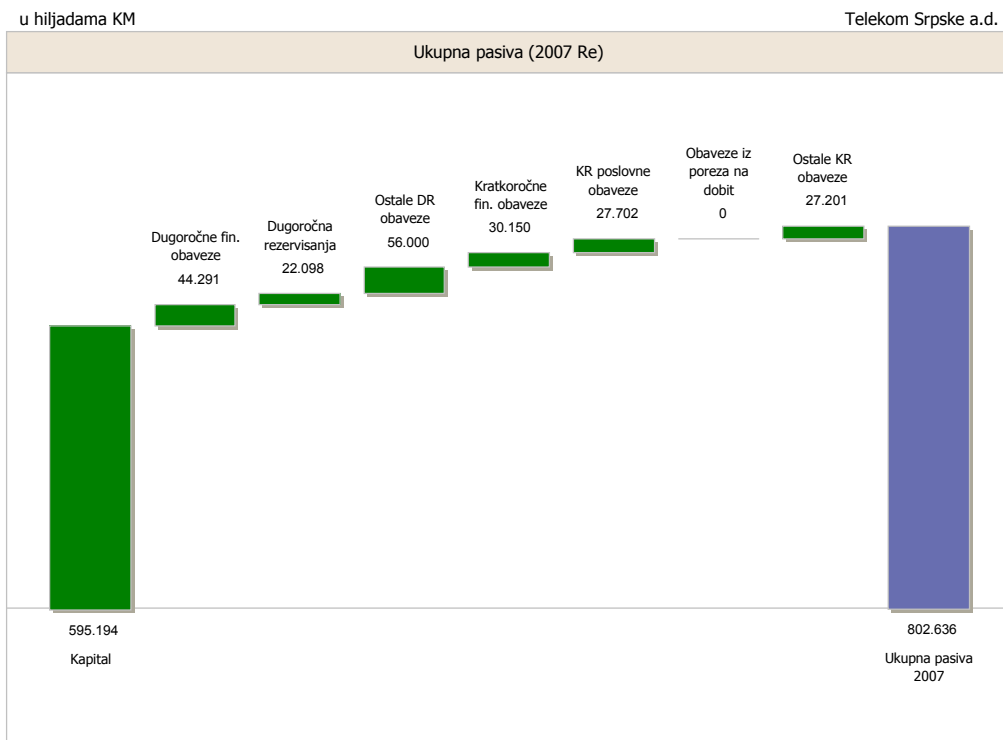 u hiljadama KM
Telekom Srpske a.d.
Ukupna pasiva (2007 Re)
Dugoročne fin.
obaveze
44.291
Dugoročna
rezervisanja
22.098
Ostale DR
obaveze
56.000
Kratkoročne
fin. obaveze
30.150
KR poslovne
obaveze
27.702
Obaveze iz
poreza na
dobit
0
Ostale KR
obaveze
27.201
595.194
Kapital
802.636
Ukupna pasiva
2007